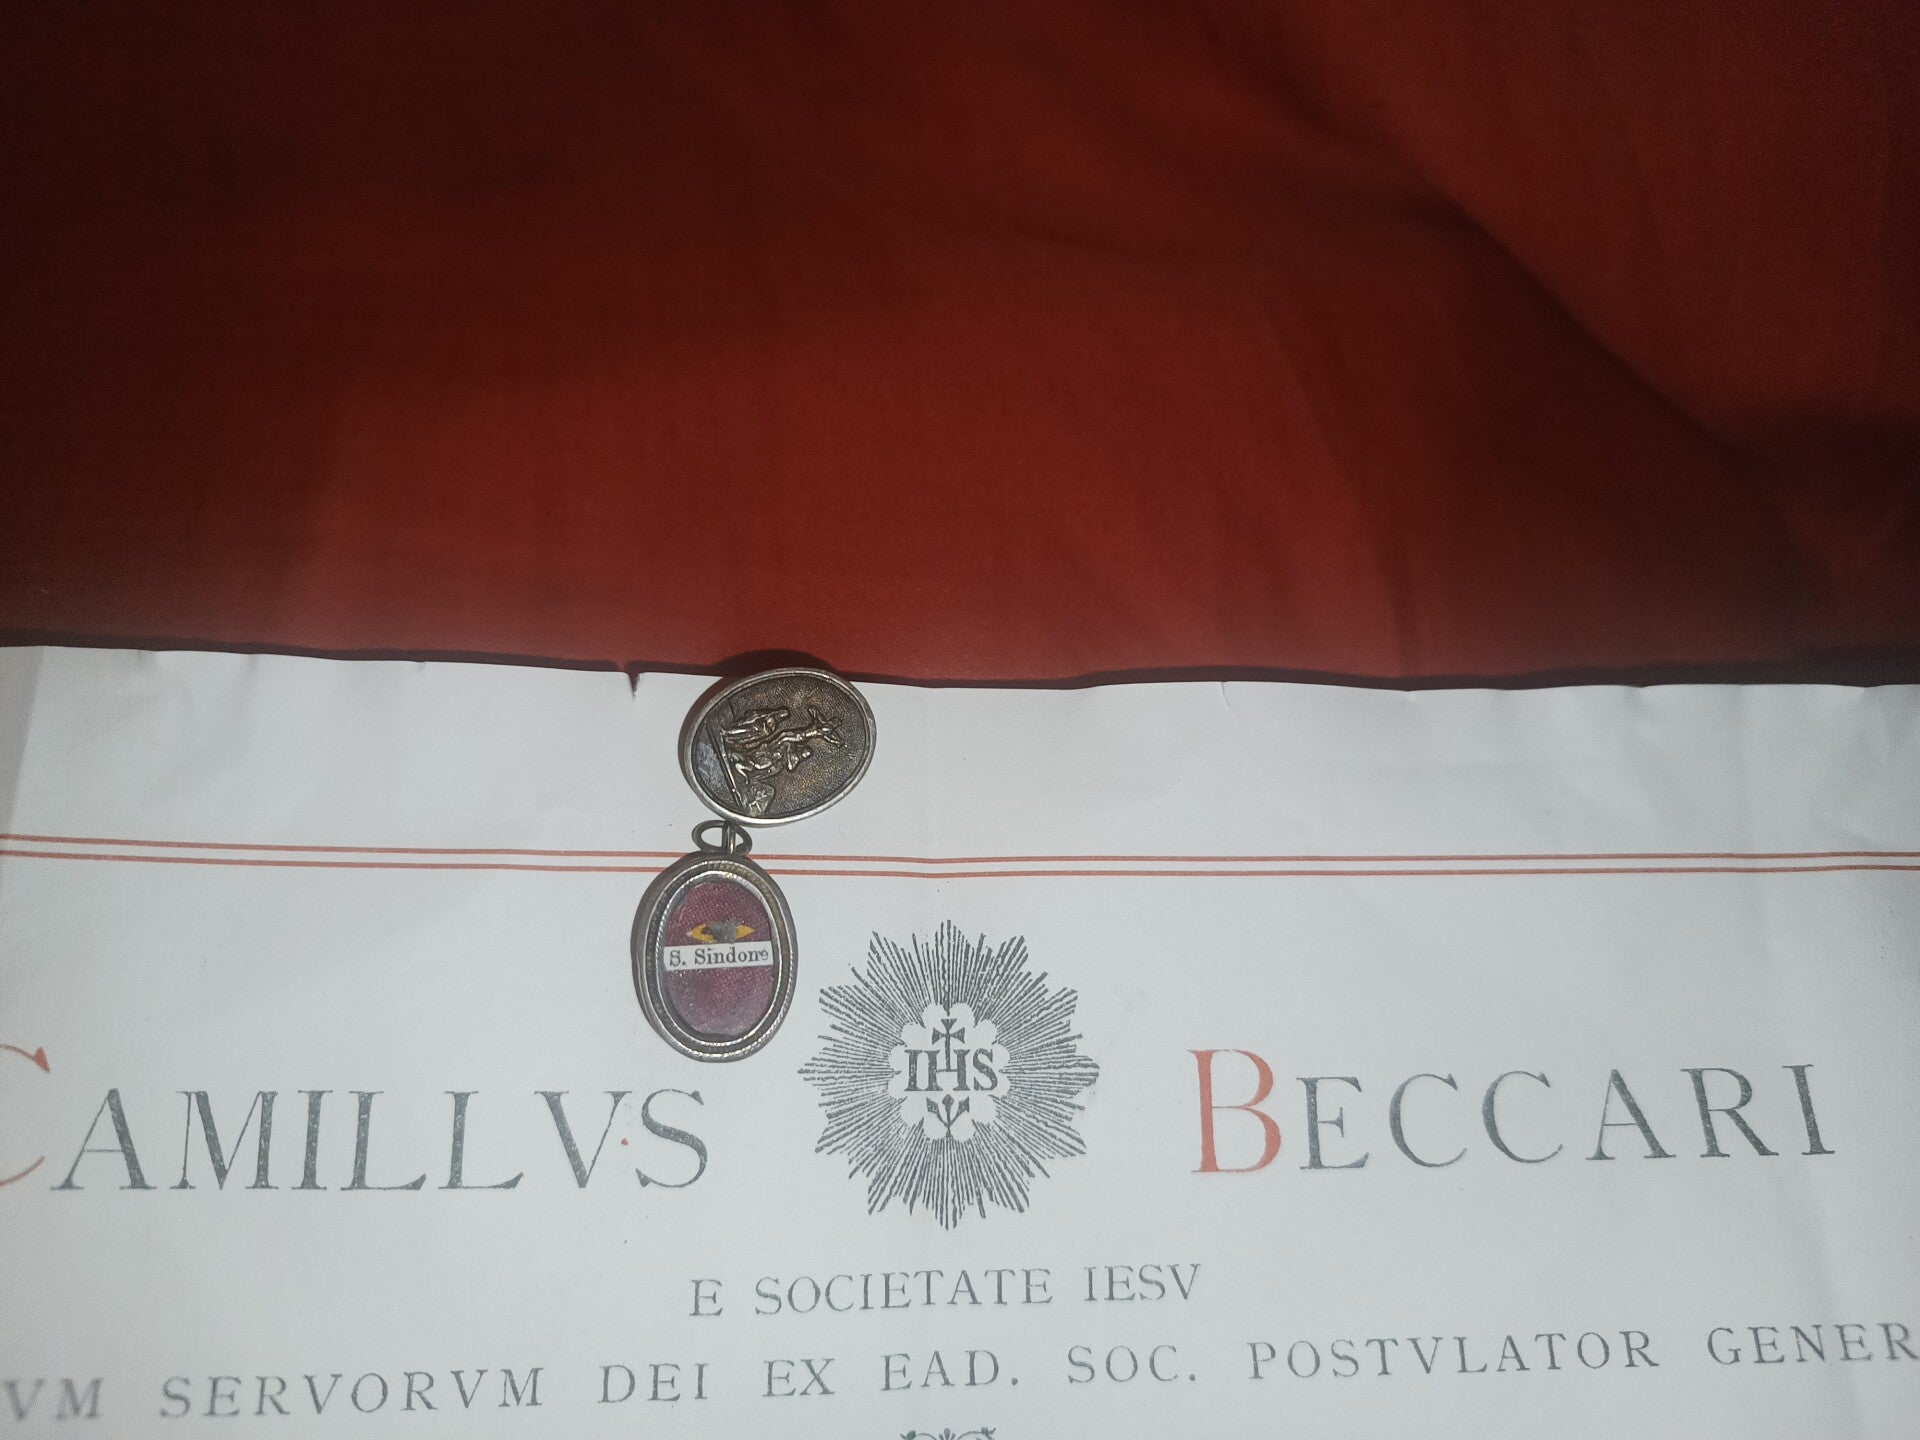 S. Sindone
CAMILLVS IHS BECCARI
E SOCIETATE IESV
VM SERVORVM DEI EX EAD. SOC. POSTVLATOR GENER